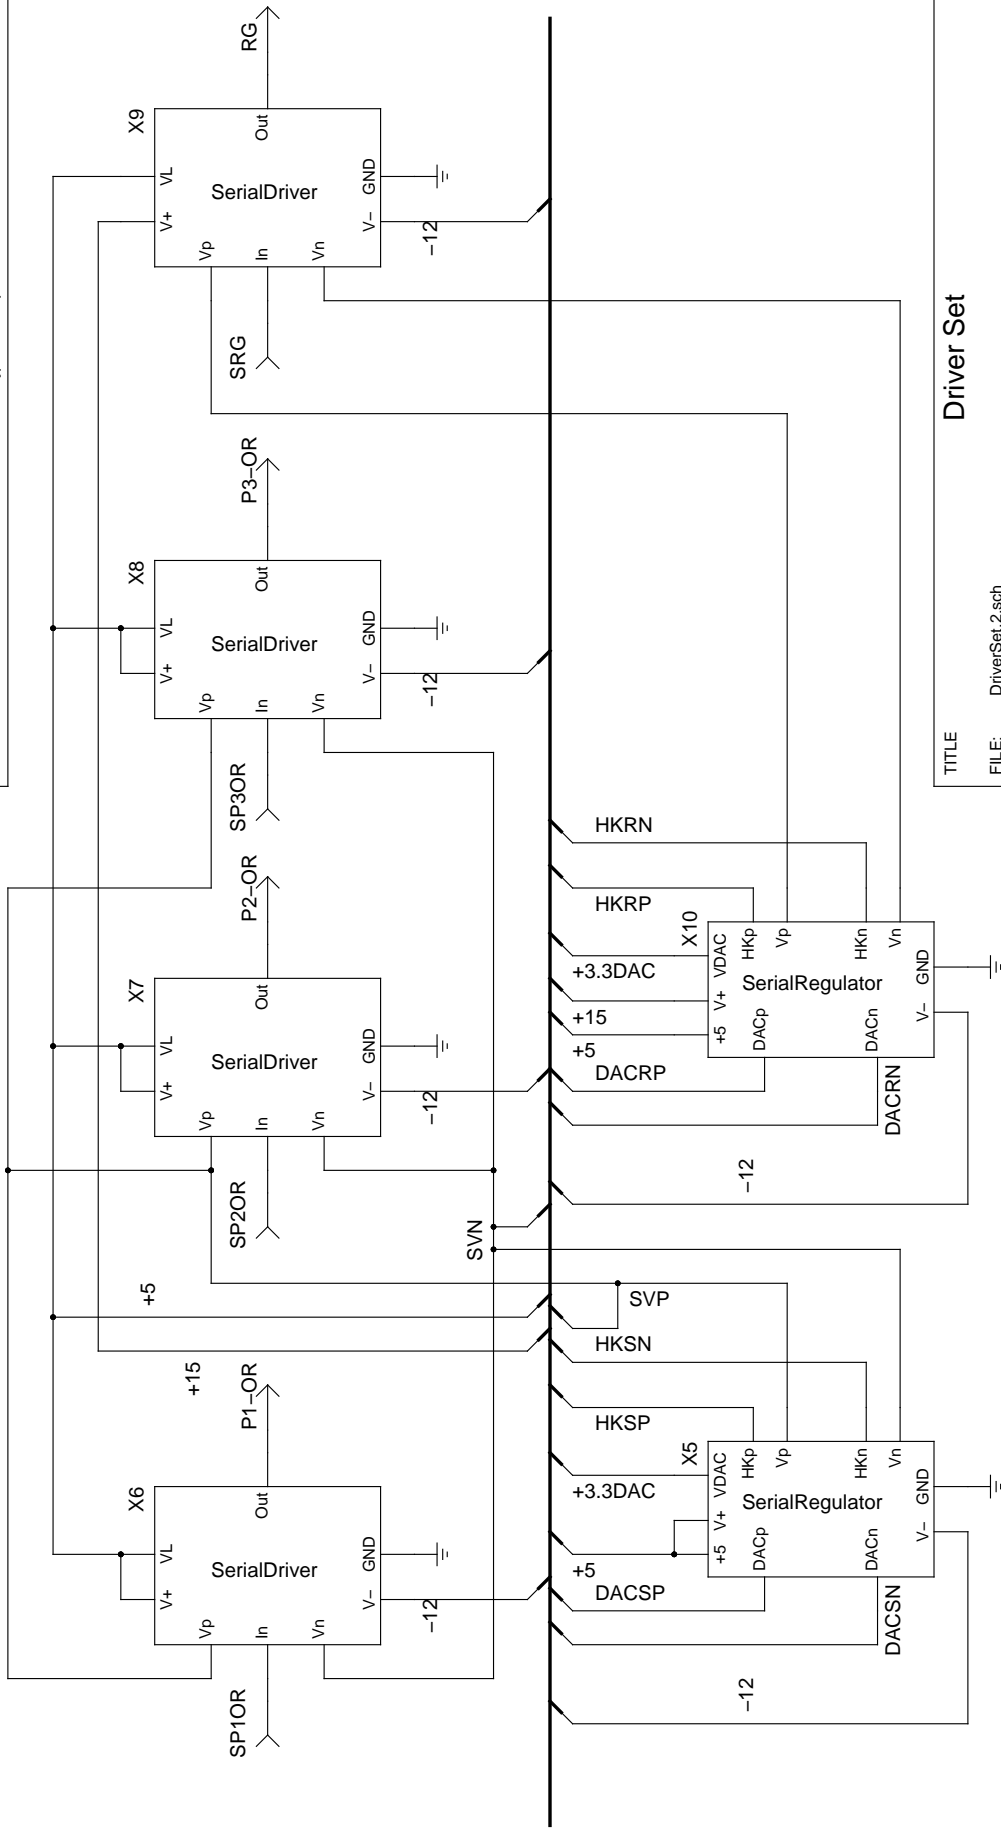 RG
X9
VL
V+
Out
SerialDriver
GND
V−
Vp
In
Vn
−12
SRG
P3−OR
X8
VL
V+
Out
SerialDriver
GND
V−
Vp
In
Vn
−12
SP3OR
P2−OR
X7
VL
V+
Out
SerialDriver
GND
V−
Vp
In
Vn
−12
SP2OR
SVN
+5
+15
P1−OR
X6
VL
V+
Out
SerialDriver
GND
V−
Vp
In
Vn
−12
SP1OR
HKRN
HKRP
X10
+3.3DAC
+15
+5
DACRP
VDAC
V+
+5
HKp
Vp
HKn
Vn
SerialRegulator
DACp
DACn
GND
V−
DACRN
−12
SVP
HKSN
HKSP
X5
+3.3DAC
+5
DACSP
VDAC
V+
+5
HKp
Vp
HKn
Vn
SerialRegulator
DACp
DACn
GND
V−
DACSN
−12
Driver Set
TITLE
FILE: DriverSet.2.sch